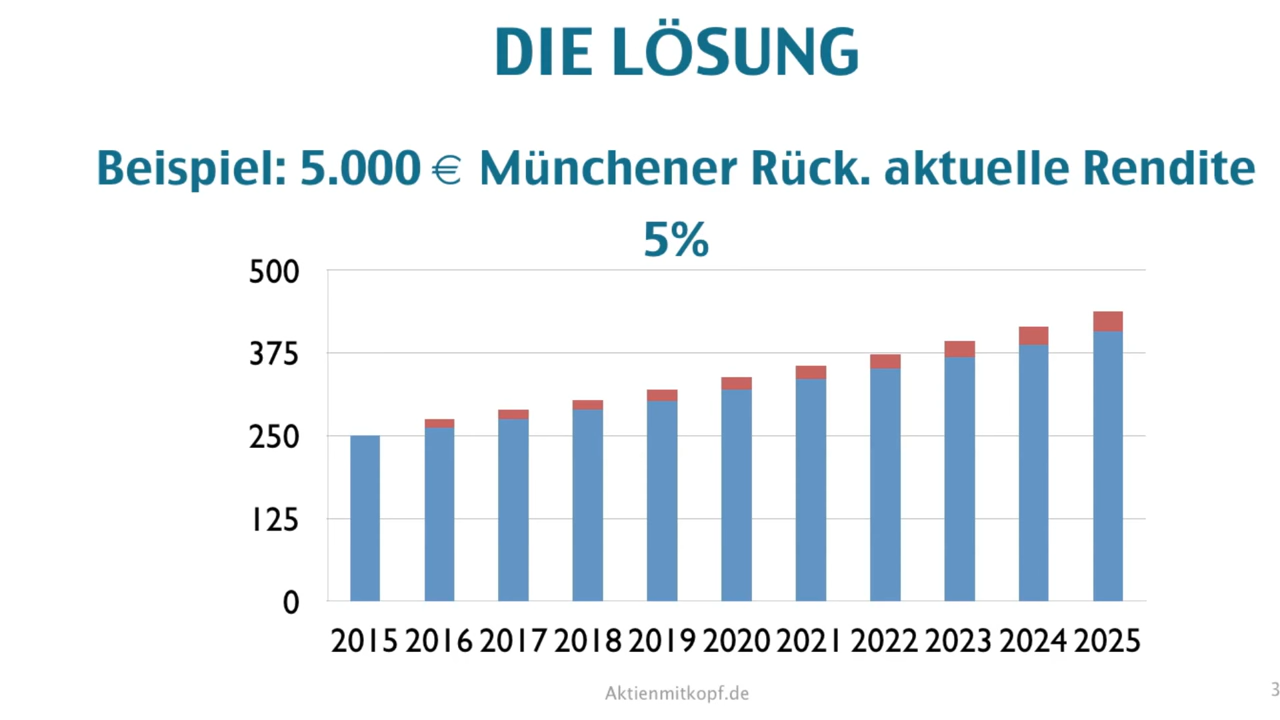 DIE LÖSUNG
Beispiel: 5.000 € Münchener Rück. aktuelle Rendite
5%
500
375
250
125
0
2015 2016 2017 2018 2019 2020 2021 2022 2023 2024 2025
Aktienmitkopf.de
3